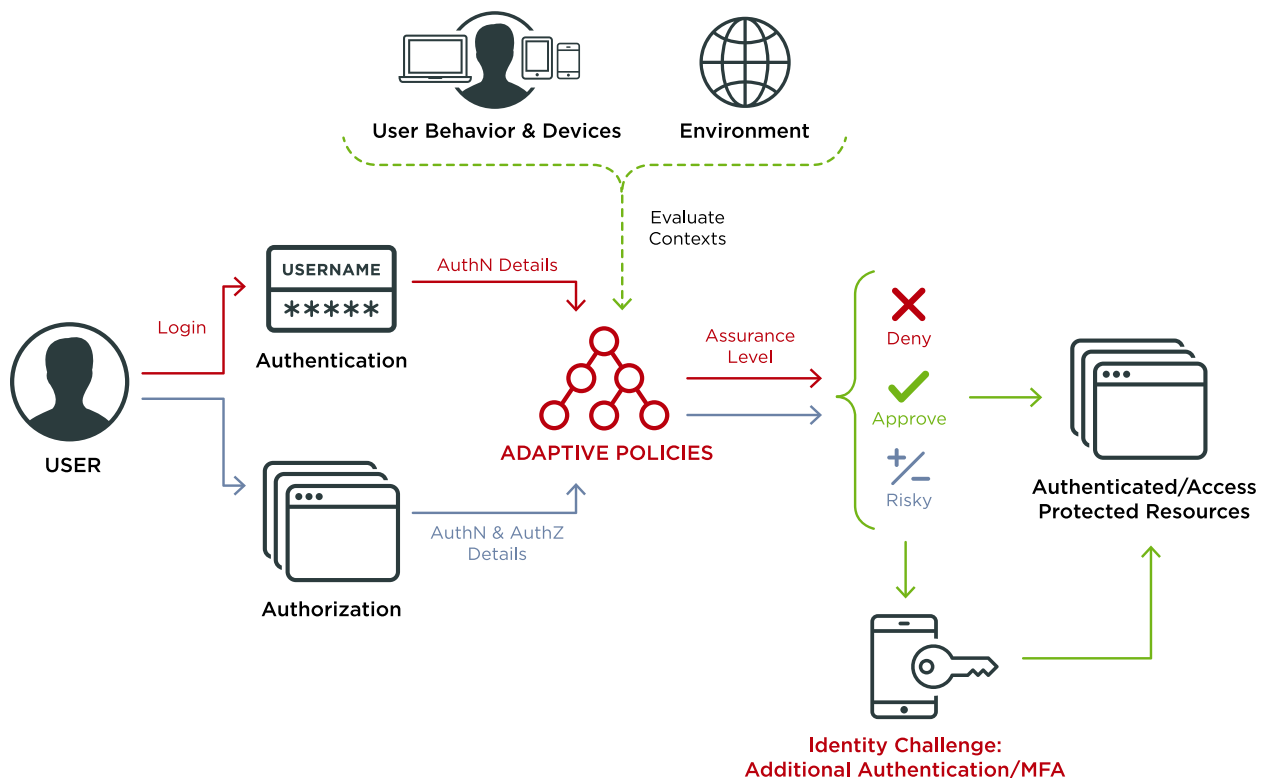 User Behavior & Devices
Environment
Evaluate
Contexts
USERNAME
*****
AuthN Details
Login
Authentication
USER
ADAPTIVE POLICIES
Assurance
Level
Deny
Approve
Risky
Authenticated/Access
Protected Resources
AuthN & AuthZ
Details
Authorization
Identity Challenge:
Additional Authentication/MFA